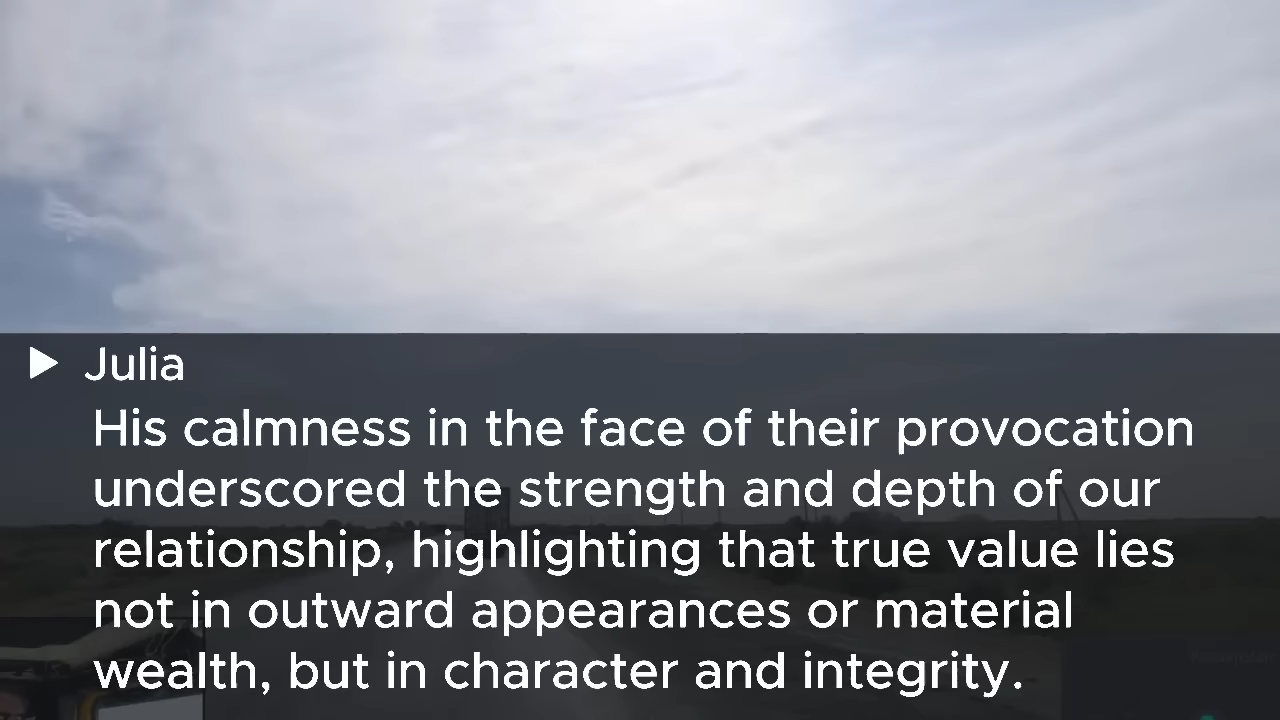 Julia
His calmness in the face of their provocation
underscored the strength and depth of our
relationship, highlighting that true value lies
not in outward appearances or material
wealth, but in character and integrity.